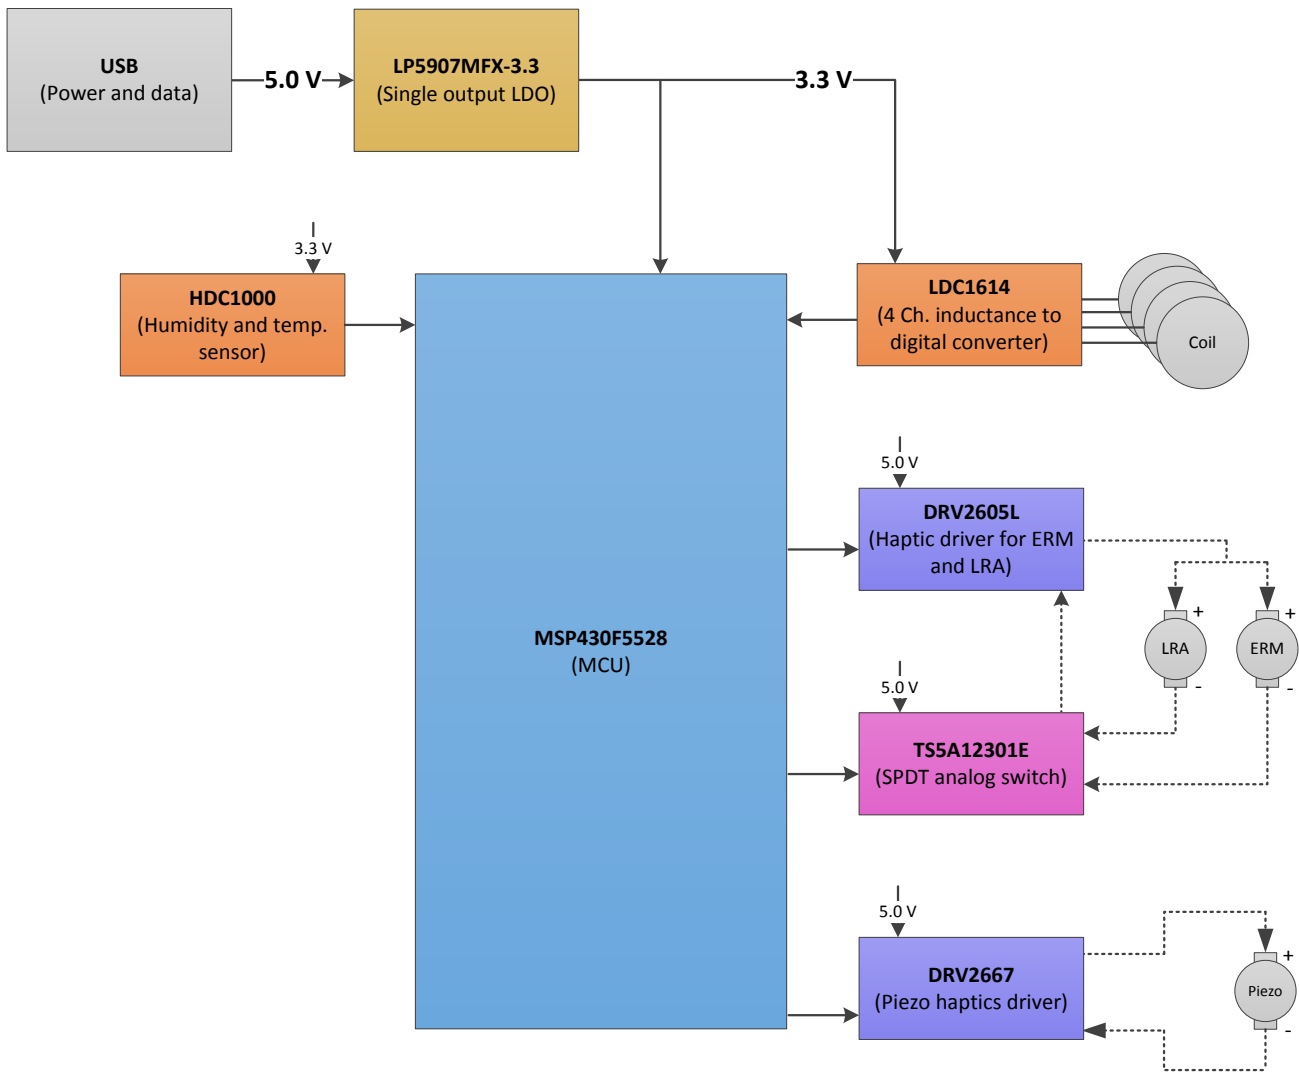 USB
(Power and data)
5.0 V
LP5907MFX-3.3
(Single output LDO)
3.3 V
3.3 V
HDC1000
(Humidity and temp.
sensor)
LDC1614
(4 Ch. inductance to
digital converter)
Coil
5.0 V
DRV2605L
(Haptic driver for ERM
and LRA)
MSP430F5528
(MCU)
+
LRA
-
+
ERM
-
5.0 V
TS5A12301E
(SPDT analog switch)
5.0 V
DRV2667
(Piezo haptics driver)
+
Piezo
-